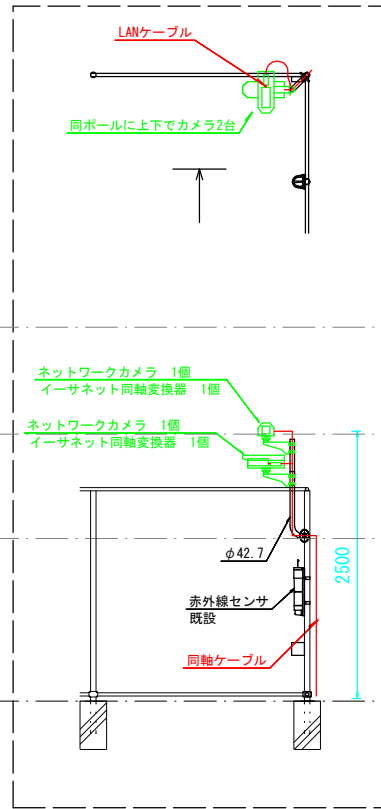 LANケーブル
同ポールに上下でカメラ2台
ネットワークカメラ 1個
イーサネット同軸変換器 1個
ネットワークカメラ 1個
イーサネット同軸変換器 1個
φ42.7
2500
赤外線センサ
既設
同軸ケーブル